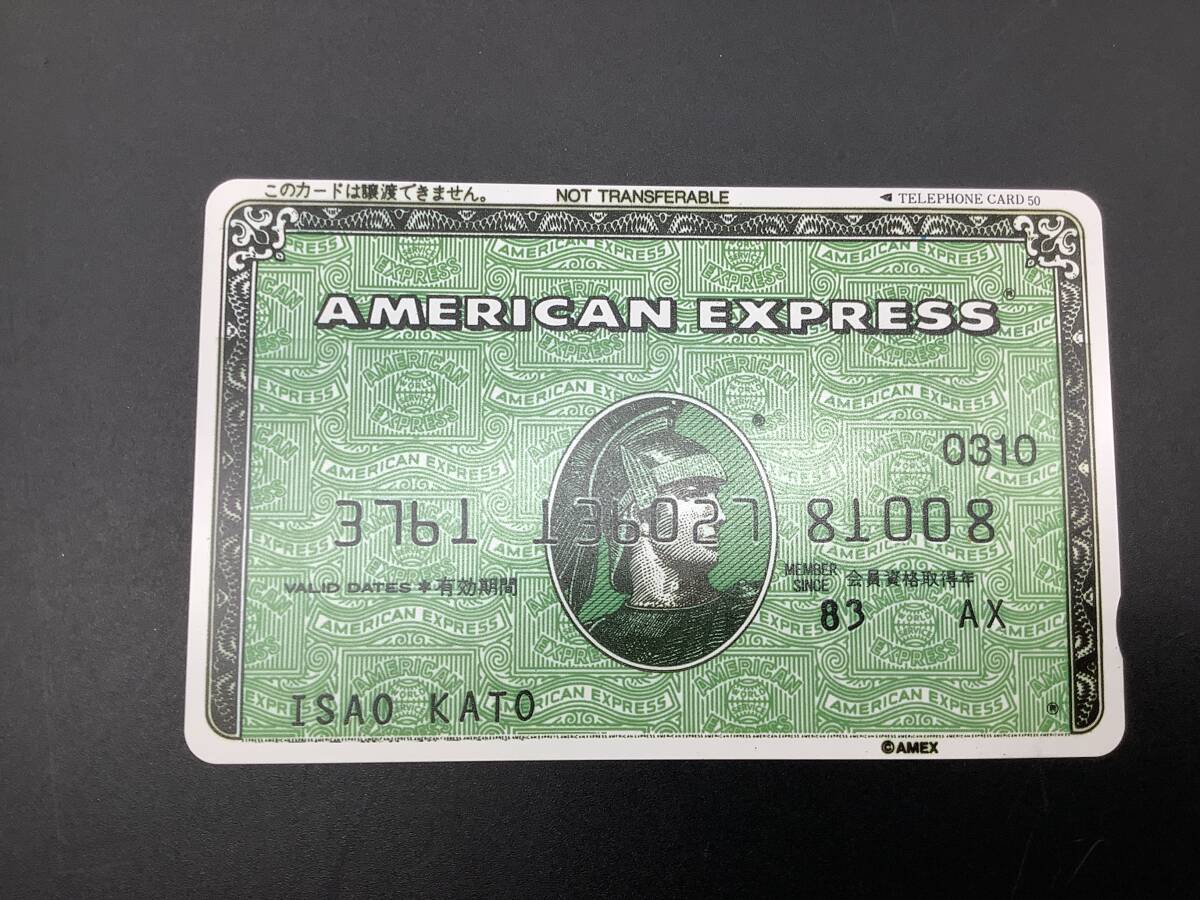 このカードは譲渡できません。 NOT TRANSFERABLE ◀ TELEPHONE CARD 50
AMERICAN EXPRESS®
0310
3761 136027 81008
VALID DATES ✻ 有効期間
MEMBER SINCE 会員資格取得年
83 AX
ISAO KATO
®
©AMEX